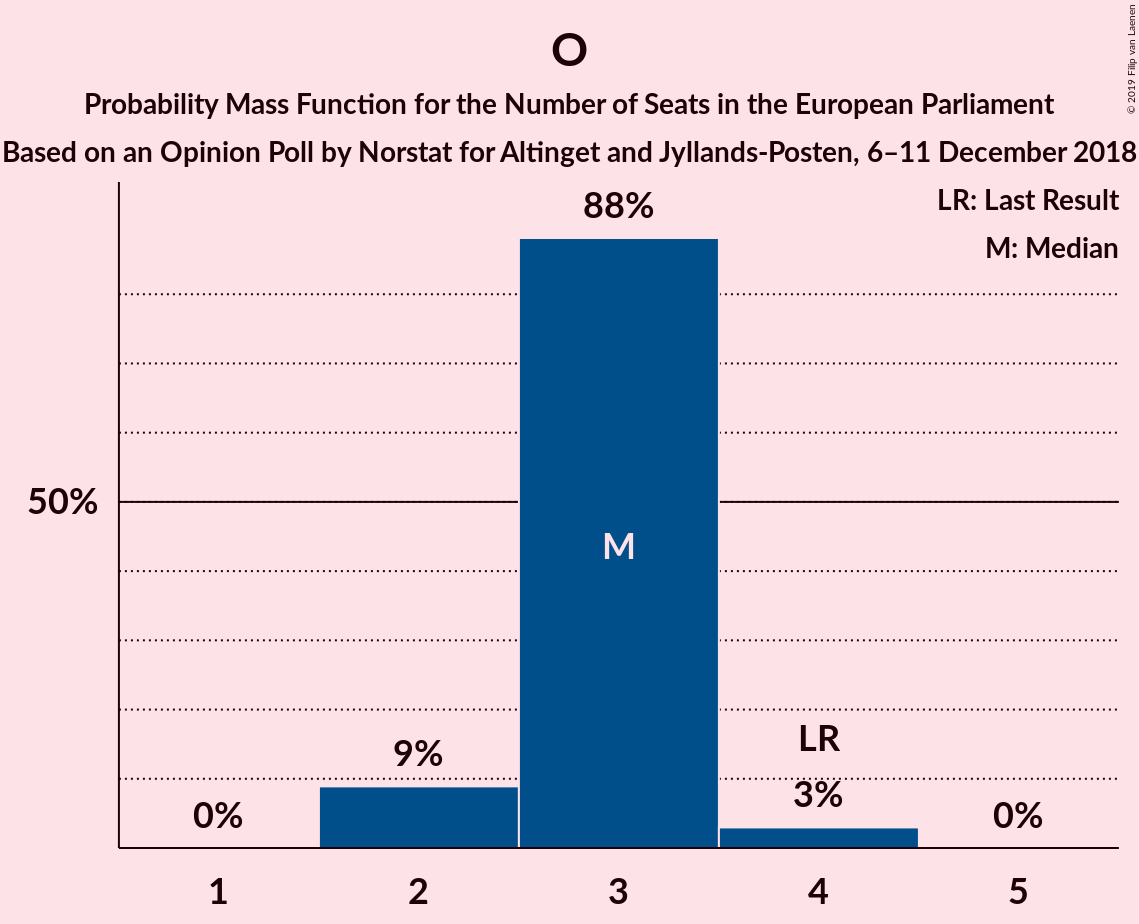 O
Probability Mass Function for the Number of Seats in the European Parliament
Based on an Opinion Poll by Norstat for Altinget and Jyllands-Posten, 6–11 December 2018
© 2019 Filip van Laenen
LR: Last Result
M: Median
88%
50%
M
LR
9%
3%
0%
0%
1 2 3 4 5